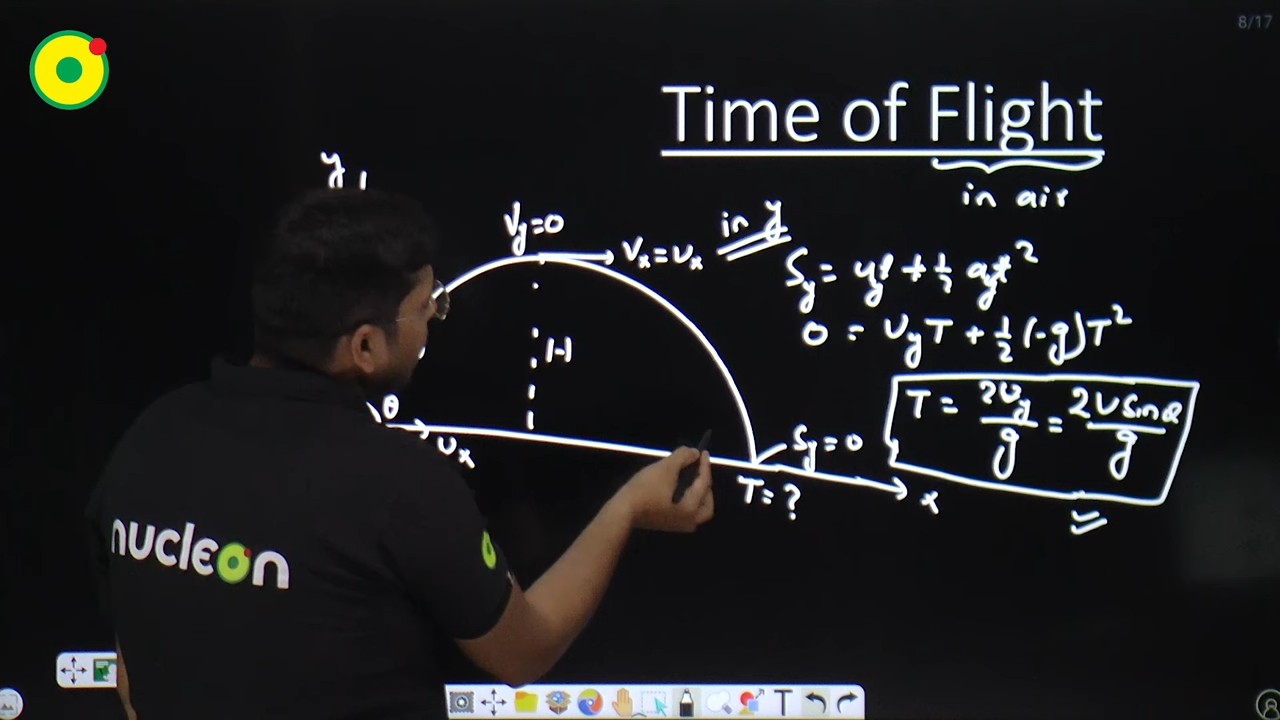 8/17
Time of Flight
in air
y
Vy=0
Vx=Ux
in y
Sy = uyt + 1/2 ayt²
0 = UyT + 1/2 (-g)T²
H
T = 2Uy/g = 2U sinθ/g
θ
Ux
Sy=0
T=?
x
nucleon
T